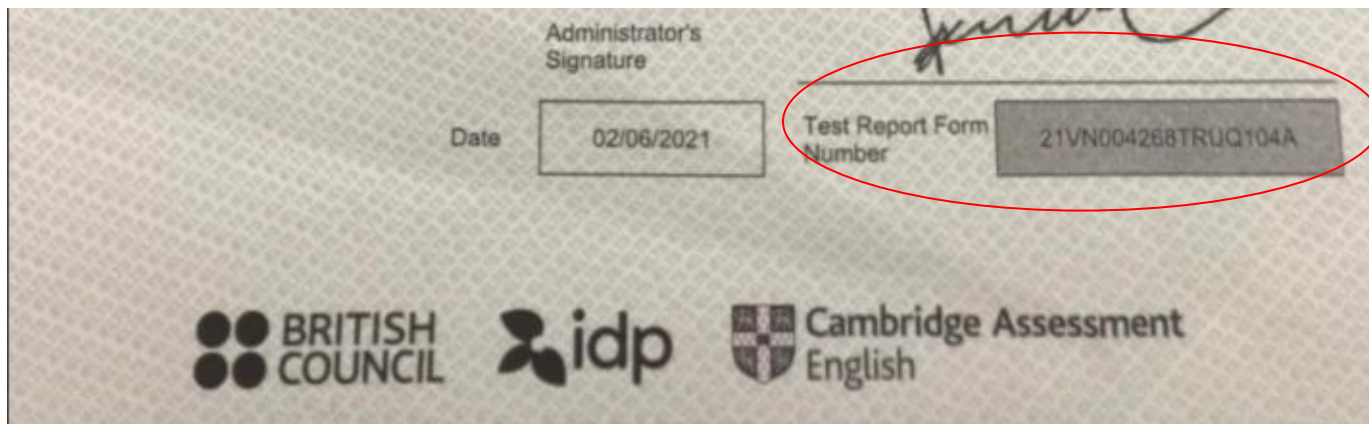 Administrator's
Signature
Date
02/06/2021
Test Report Form
Number
21VN004268TRUQ104A
BRITISH
COUNCIL
idp
Cambridge Assessment
English